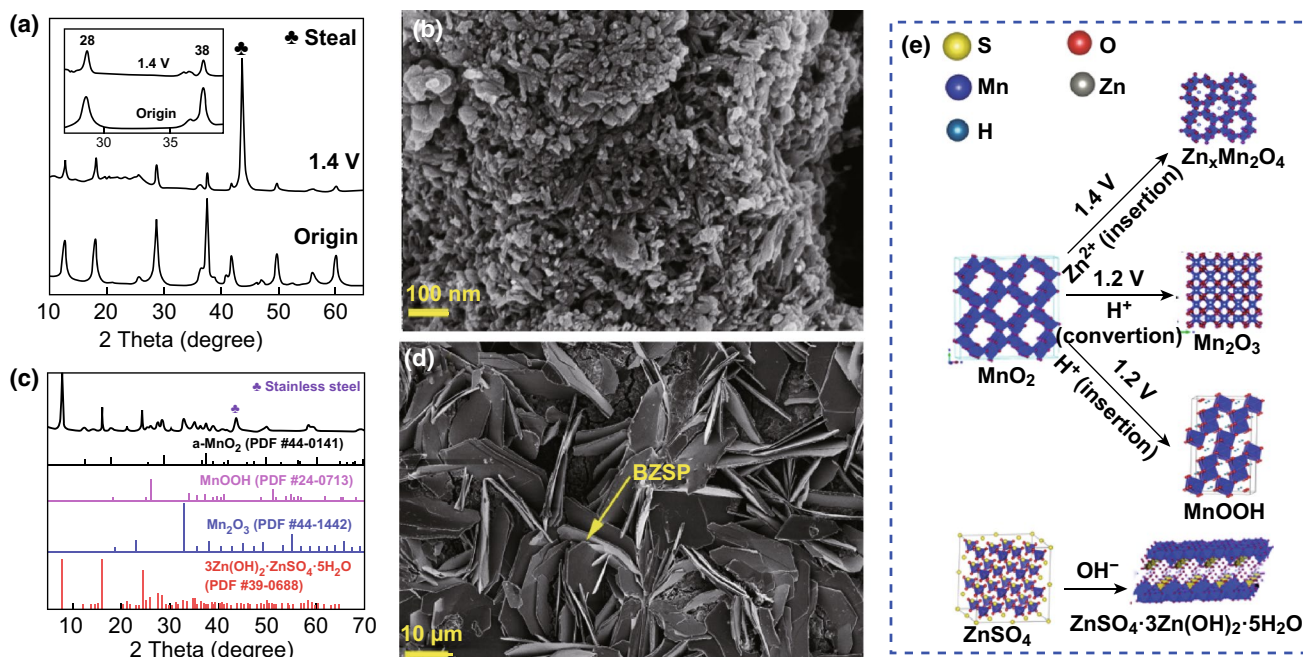 (a)
♣ Steal
28
38
1.4 V
Origin
30
35
1.4 V
Origin
10
20
30
40
50
60
2 Theta (degree)
(b)
100 nm
(c)
♣ Stainless steel
a-MnO₂ (PDF #44-0141)
MnOOH (PDF #24-0713)
Mn₂O₃ (PDF #44-1442)
3Zn(OH)₂·ZnSO₄·5H₂O
(PDF #39-0688)
10
20
30
40
50
60
70
2 Theta (degree)
(d)
BZSP
10 µm
(e)
S
O
Mn
Zn
H
ZnₓMn₂O₄
1.4 V
Zn²⁺ (insertion)
1.2 V
H⁺
(convertion)
Mn₂O₃
MnO₂
1.2 V
H⁺ (insertion)
MnOOH
OH⁻
ZnSO₄
ZnSO₄·3Zn(OH)₂·5H₂O